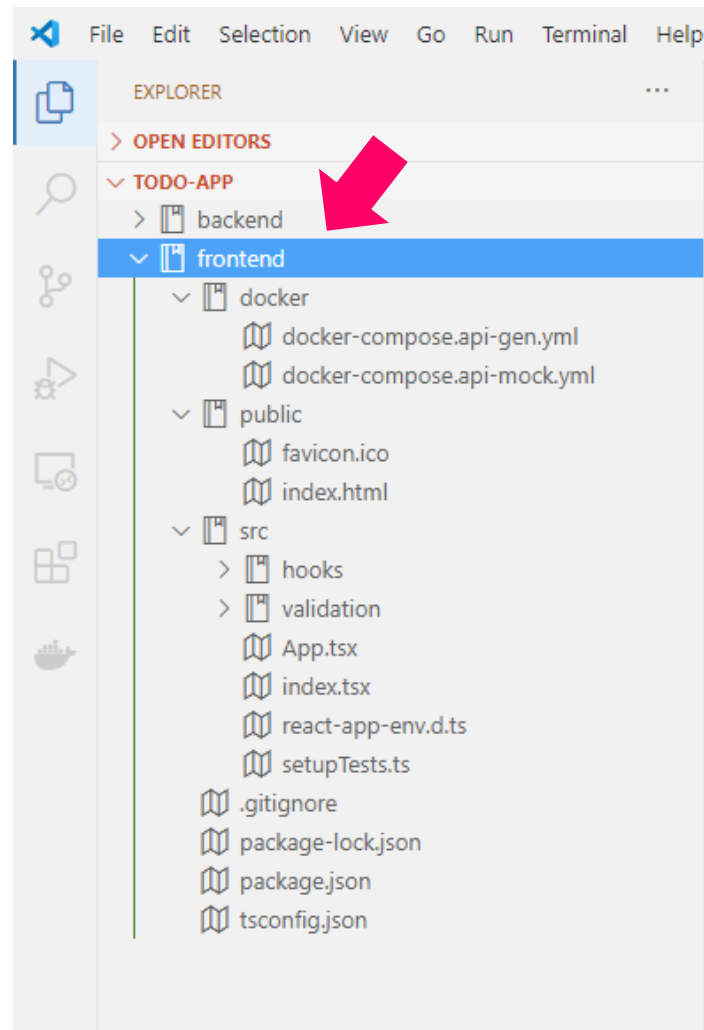 File Edit Selection View Go Run Terminal Help
EXPLORER
OPEN EDITORS
TODO-APP
backend
frontend
docker
docker-compose.api-gen.yml
docker-compose.api-mock.yml
public
favicon.ico
index.html
src
hooks
validation
App.tsx
index.tsx
react-app-env.d.ts
setupTests.ts
.gitignore
package-lock.json
package.json
tsconfig.json